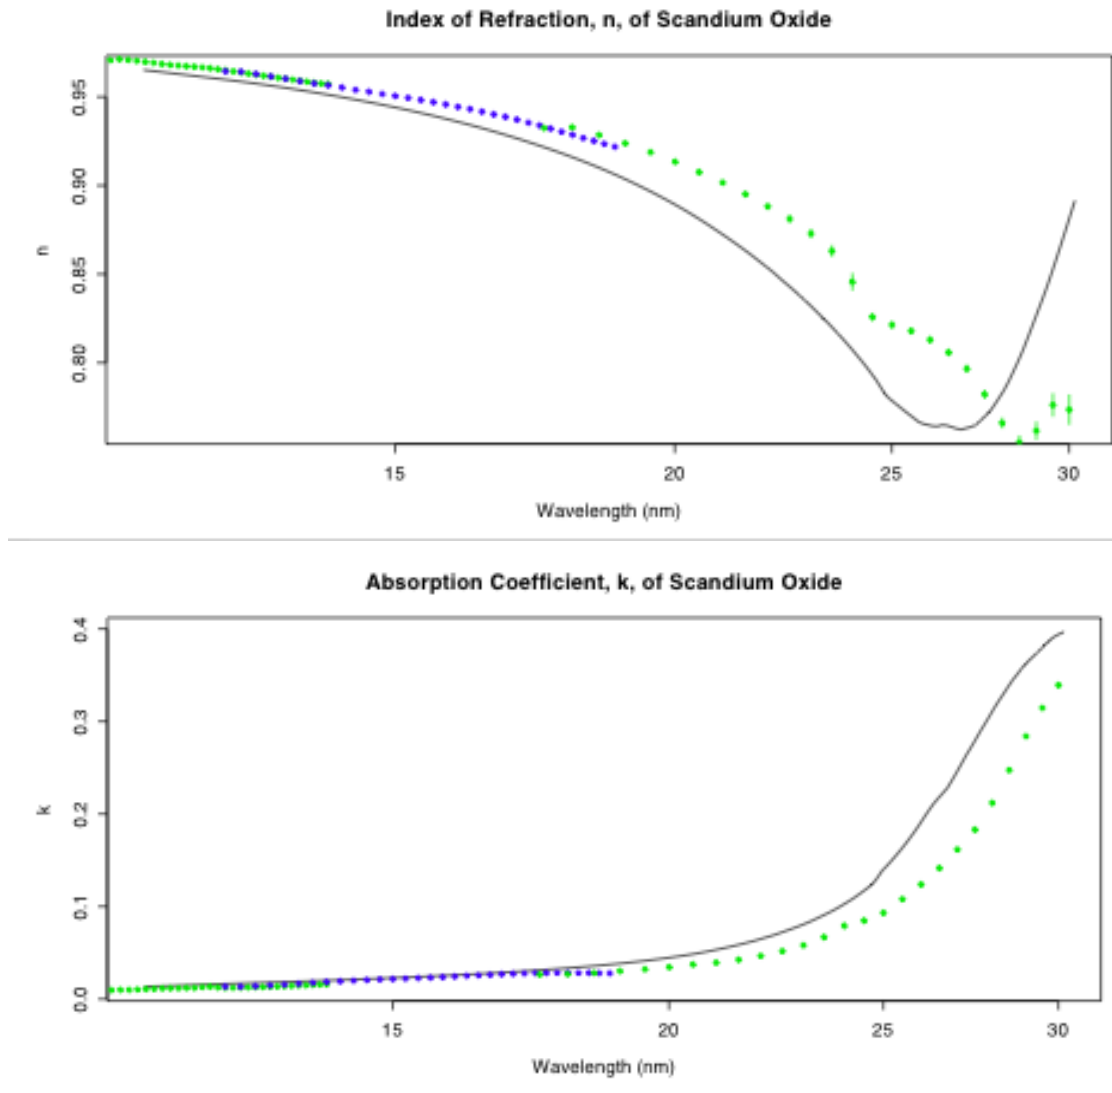 Index of Refraction, n, of Scandium Oxide
0.95
0.90
0.85
0.80
n
15 20 25 30
Wavelength (nm)
Absorption Coefficient, k, of Scandium Oxide
0.4
0.3
0.2
0.1
0.0
k
15 20 25 30
Wavelength (nm)